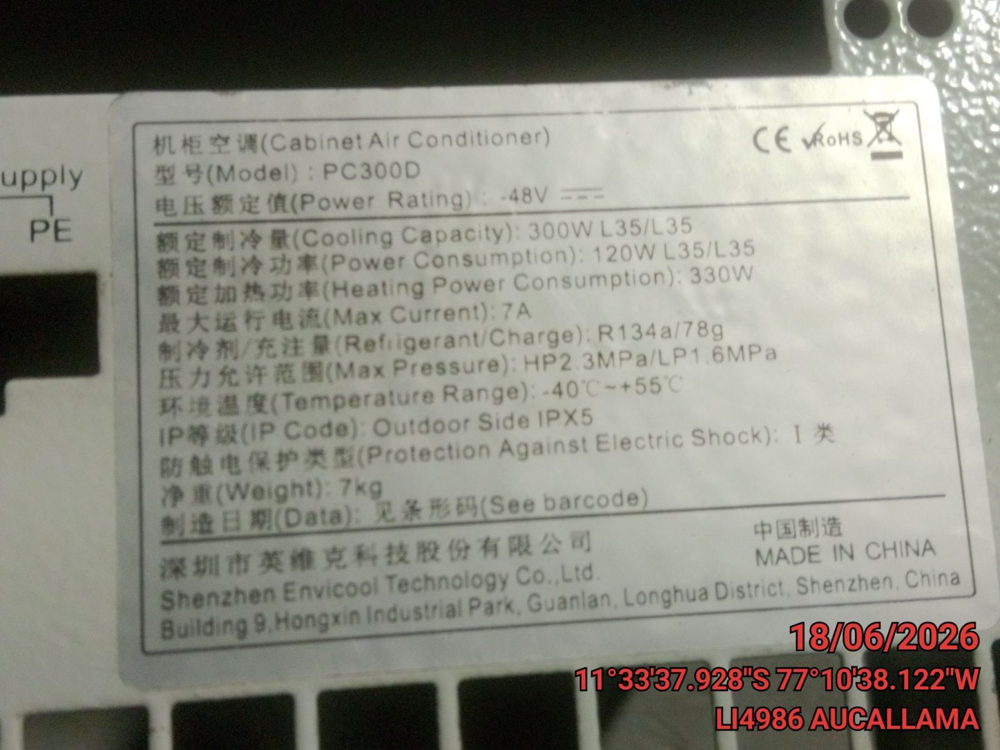 upply
PE
机柜空调(Cabinet Air Conditioner)
CE RoHS
型号(Model) : PC300D
电压额定值(Power Rating) : -48V
额定制冷量(Cooling Capacity): 300W L35/L35
额定制冷功率(Power Consumption): 120W L35/L35
额定加热功率(Heating Power Consumption): 330W
最大运行电流(Max Current): 7A
制冷剂/充注量(Refrigerant/Charge): R134a/78g
压力允许范围(Max Pressure): HP2.3MPa/LP1.6MPa
环境温度(Temperature Range): -40℃~+55℃
IP等级(IP Code): Outdoor Side IPX5
防触电保护类型(Protection Against Electric Shock): I 类
净重(Weight): 7kg
制造日期(Data): 见条形码(See barcode)
深圳市英维克科技股份有限公司
中国制造
MADE IN CHINA
Shenzhen Envicool Technology Co.,Ltd.
Building 9,Hongxin Industrial Park, Guanlan, Longhua District, Shenzhen, China
18/06/2026
11°33'37.928"S 77°10'38.122"W
LI4986 AUCALLAMA